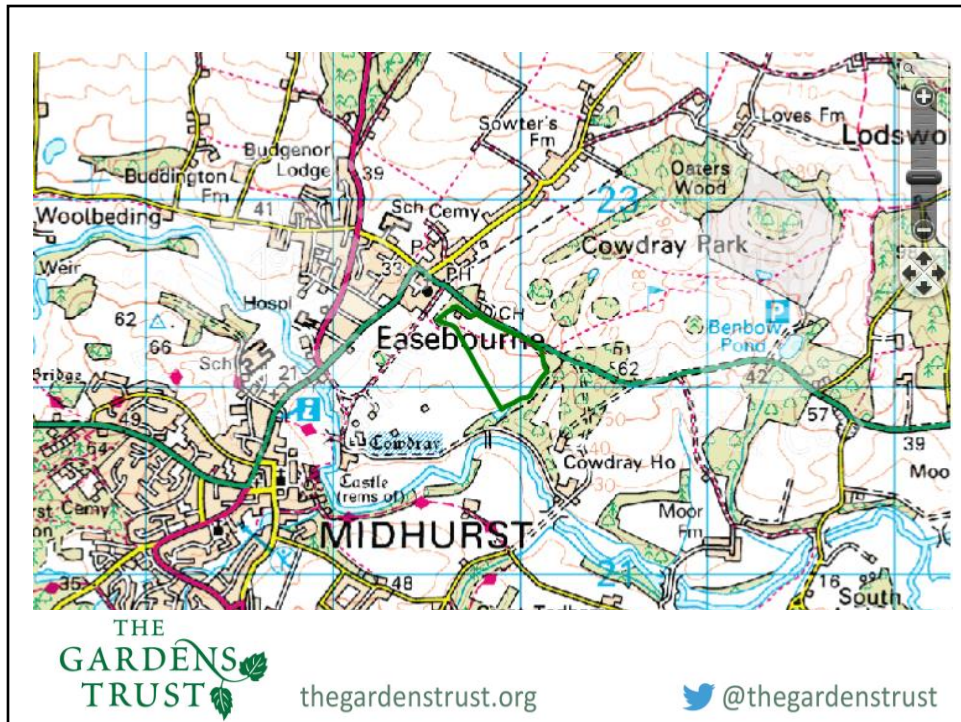 Budgenor
Lodge
Sowter's
Fm
Loves Fm
Lodswo
Buddington
Fm
39
Oaters
Wood
Woolbeding
41
Sch Cemy
23
Cowdray Park
Weir
33
PH
Hospl
CH
62
66
Easebourne
Benbow
Pond
P
21
62
42
Bridge
49
57
39
64
Cowdray
Castle
(rems of)
Cowdray Ho
Moo
Cemy
Moor
Fm
MIDHURST
21
35
48
16
South
THE
GARDENS
TRUST
thegardenstrust.org
@thegardenstrust